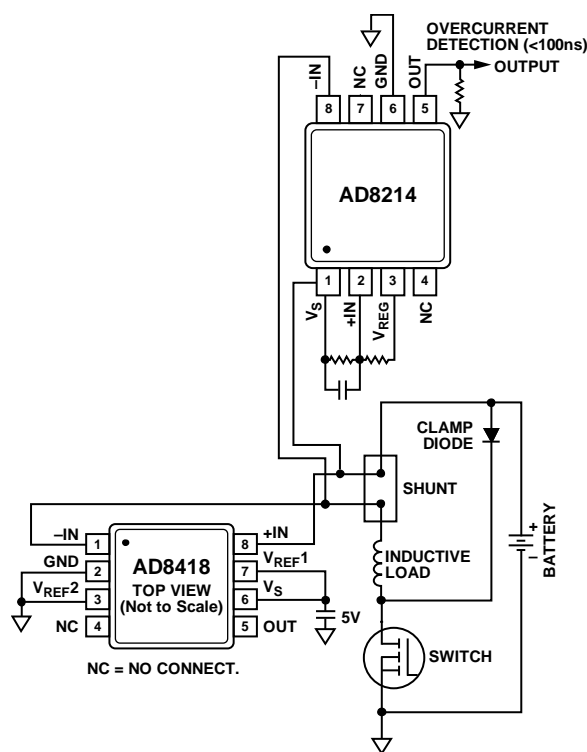 OVERCURRENT
DETECTION (<100ns)
OUTPUT
–IN
NC
GND
OUT
8
7
6
5
AD8214
1
2
3
4
VS
+IN
VREG
NC
CLAMP
DIODE
SHUNT
INDUCTIVE
LOAD
+
–
BATTERY
SWITCH
–IN
1
GND
2
VREF2
3
NC
4
AD8418
TOP VIEW
(Not to Scale)
8
+IN
7
VREF1
6
VS
5
OUT
5V
NC = NO CONNECT.